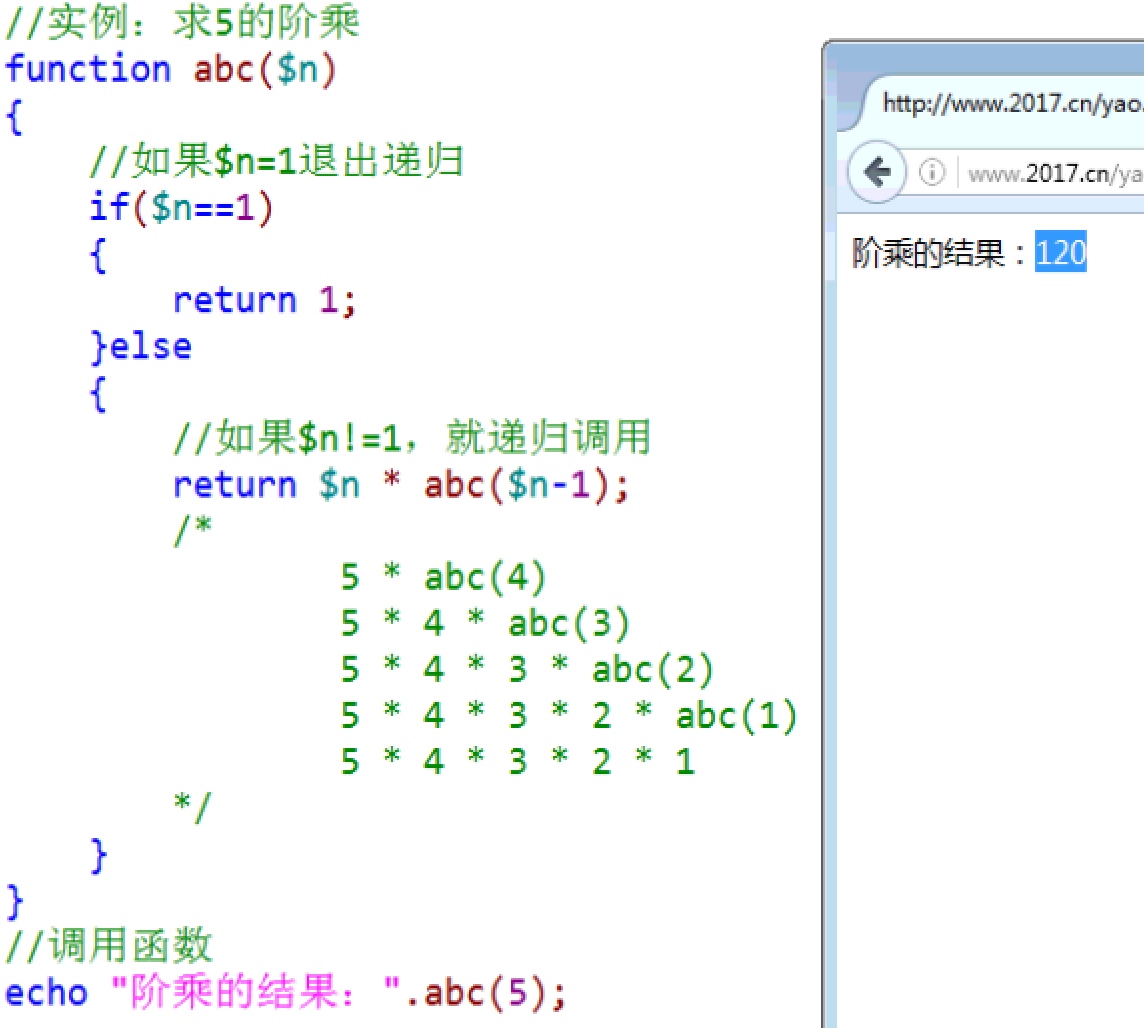 //实例：求5的阶乘
function abc($n)
{
    //如果$n=1退出递归
    if($n==1)
    {
        return 1;
    }else
    {
        //如果$n!=1，就递归调用
        return $n * abc($n-1);
        /*
                5 * abc(4)
                5 * 4 * abc(3)
                5 * 4 * 3 * abc(2)
                5 * 4 * 3 * 2 * abc(1)
                5 * 4 * 3 * 2 * 1
        */
    }
}
//调用函数
echo "阶乘的结果：".abc(5);
http://www.2017.cn/yao.
www.2017.cn/ya
阶乘的结果：120